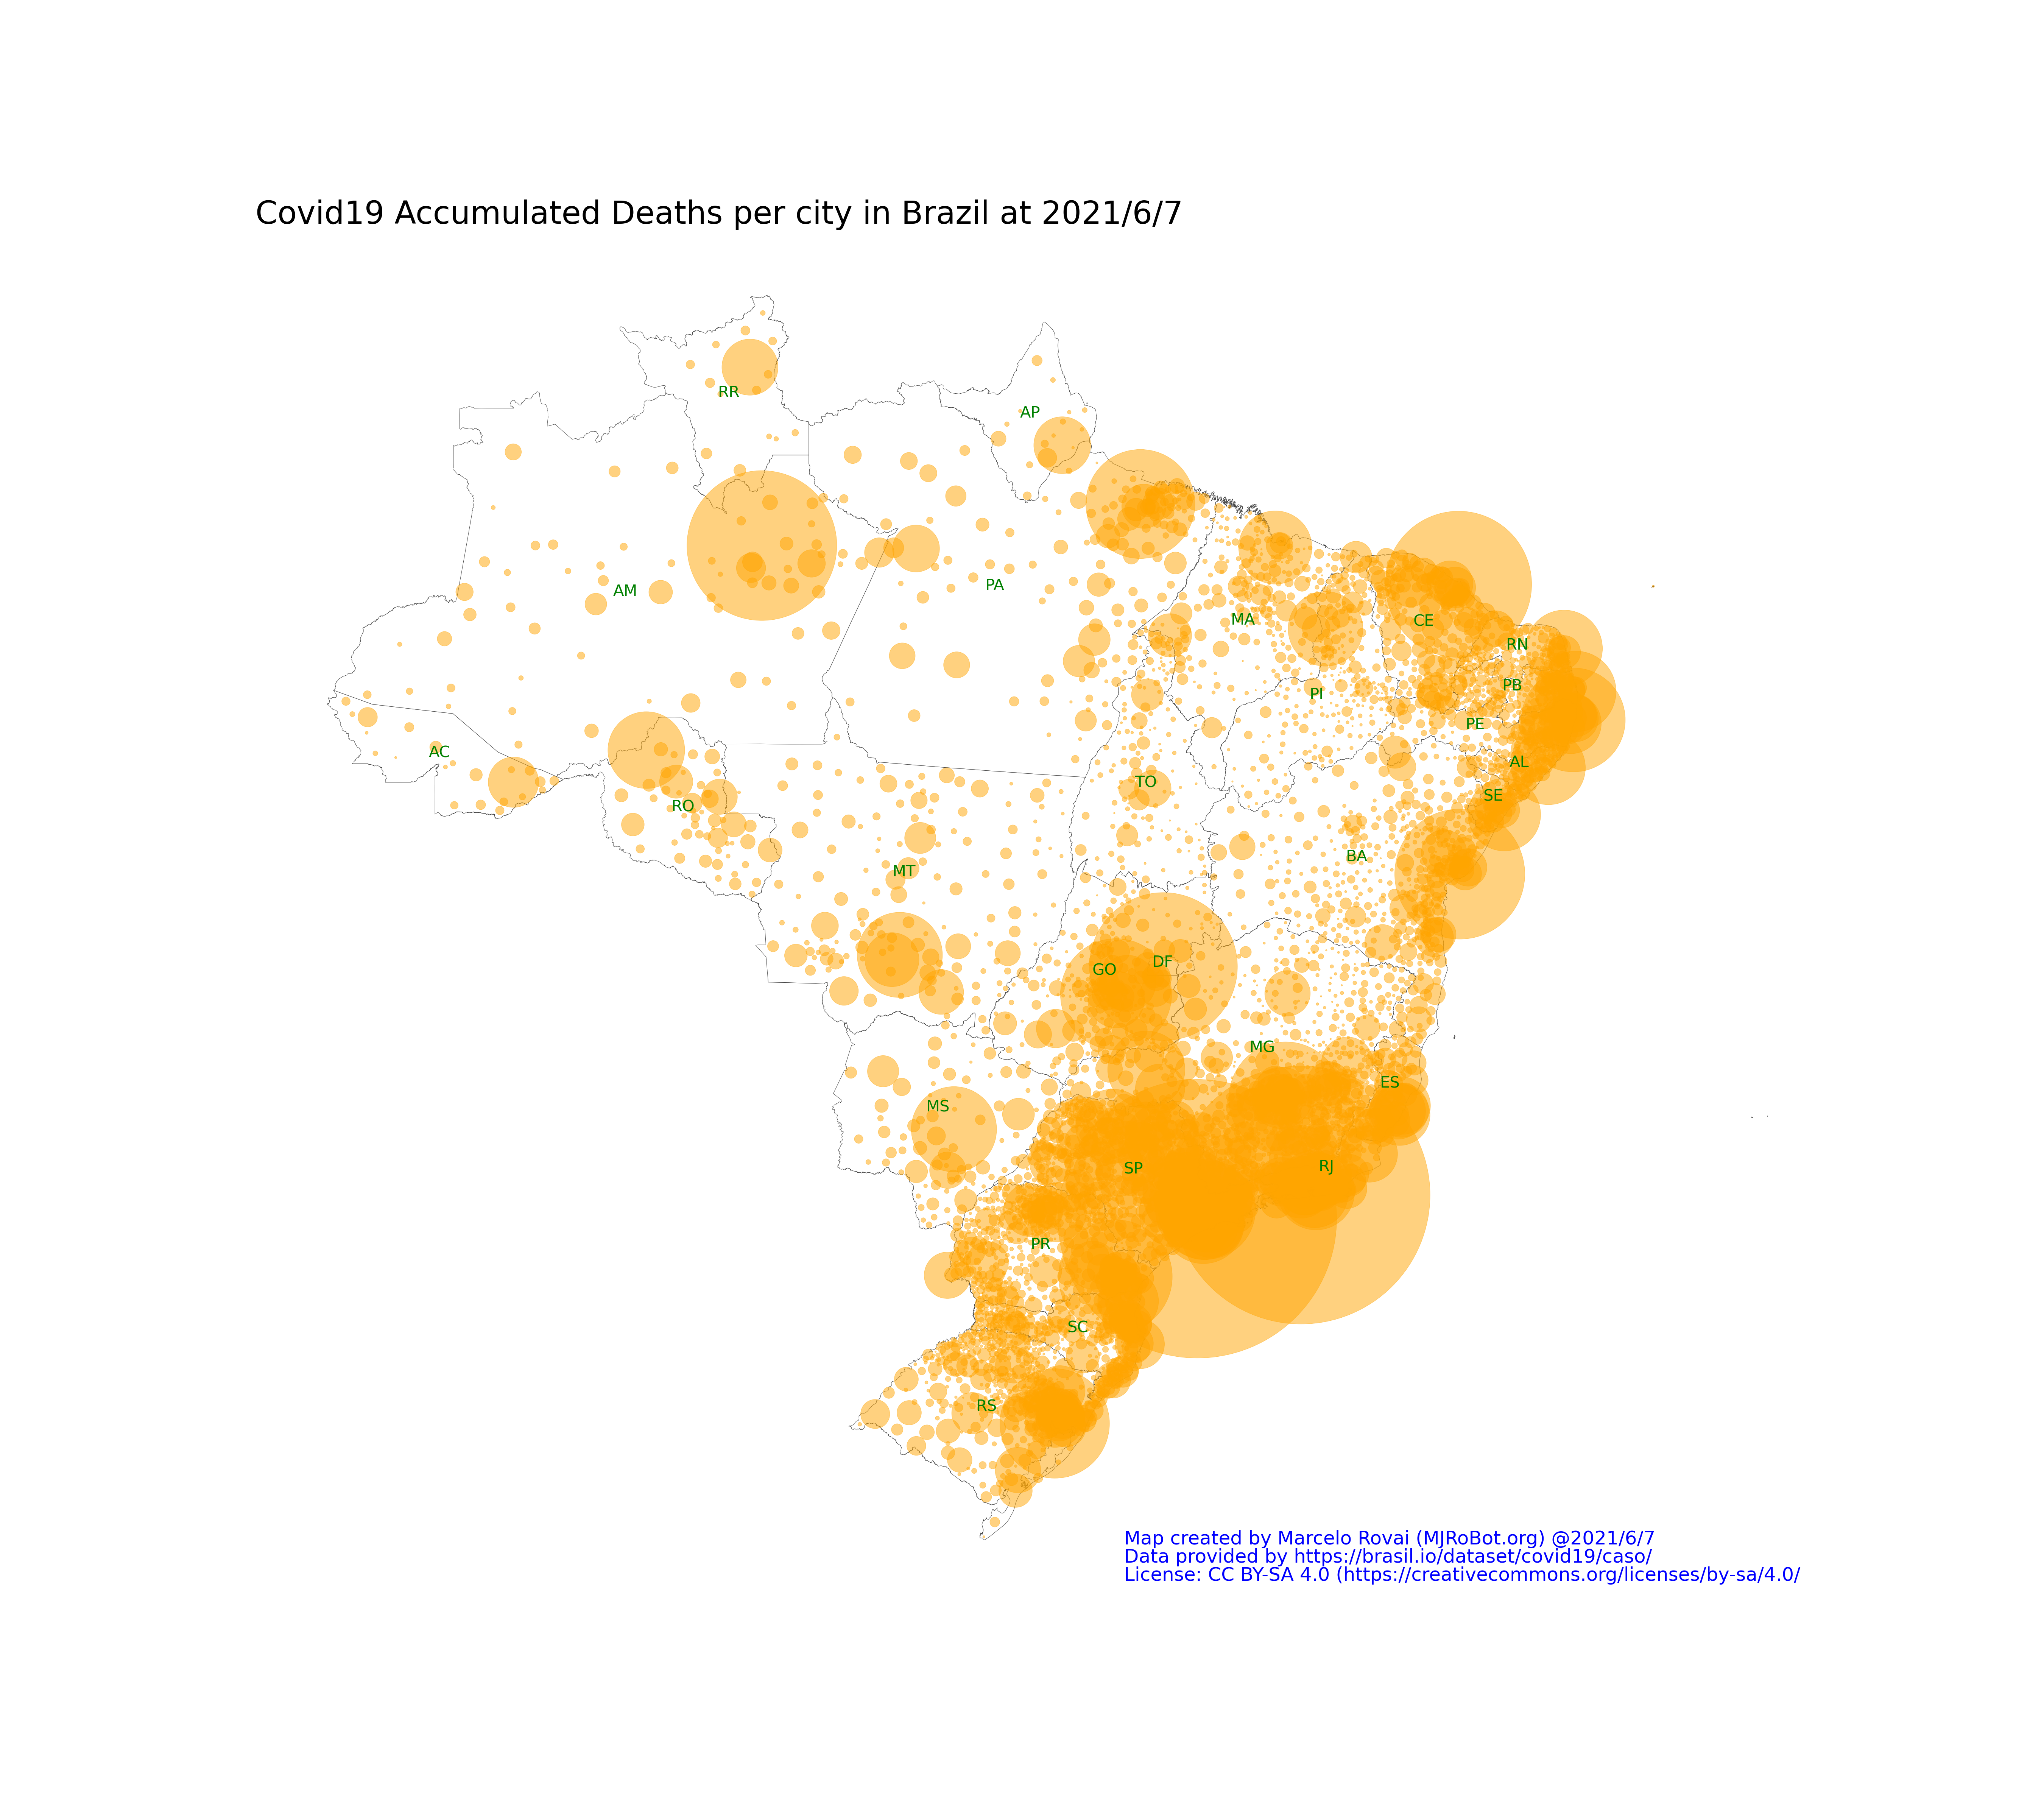 Covid19 Accumulated Deaths per city in Brazil at 2021/6/7
RR
AP
AM
PA
MA
CE
RN
PB
PI
PE
AC
AL
TO
SE
RO
BA
MT
DF
GO
MG
ES
MS
RJ
SP
PR
SC
RS
Map created by Marcelo Rovai (MJRoBot.org) @2021/6/7
Data provided by https://brasil.io/dataset/covid19/caso/
License: CC BY-SA 4.0 (https://creativecommons.org/licenses/by-sa/4.0/